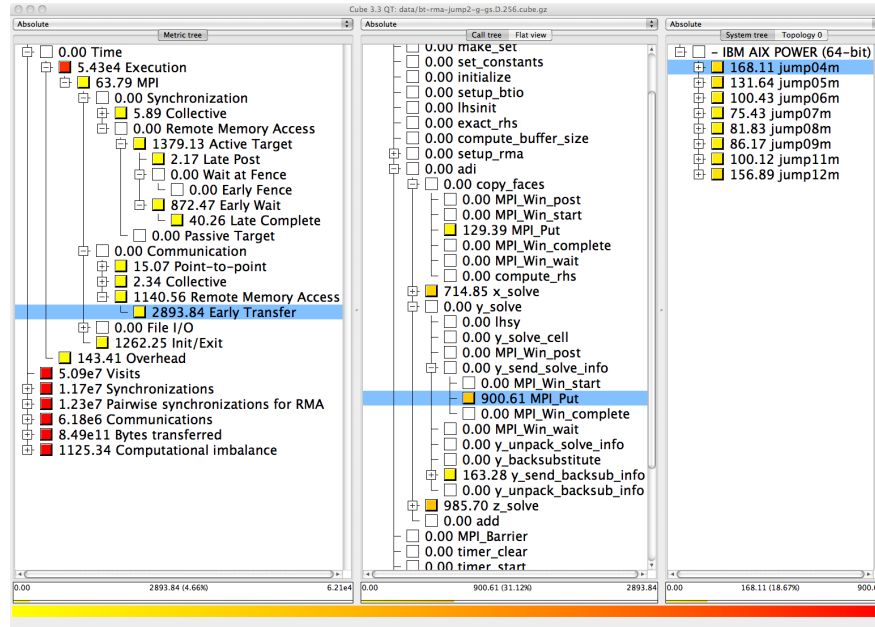 Cube 3.3 QT: data/bt-rma-jump2-g-gs.D.256.cube.gz
Absolute
Metric tree
0.00 Time
5.43e4 Execution
63.79 MPI
0.00 Synchronization
5.89 Collective
0.00 Remote Memory Access
1379.13 Active Target
2.17 Late Post
0.00 Wait at Fence
0.00 Early Fence
872.47 Early Wait
40.26 Late Complete
0.00 Passive Target
0.00 Communication
15.07 Point-to-point
2.34 Collective
1140.56 Remote Memory Access
2893.84 Early Transfer
0.00 File I/O
1262.25 Init/Exit
143.41 Overhead
5.09e7 Visits
1.17e7 Synchronizations
1.23e7 Pairwise synchronizations for RMA
6.18e6 Communications
8.49e11 Bytes transferred
1125.34 Computational imbalance
0.00 2893.84 (4.66%) 6.21e4
Absolute
Call tree Flat view
0.00 make_set
0.00 set_constants
0.00 initialize
0.00 setup_btio
0.00 lhsinit
0.00 exact_rhs
0.00 compute_buffer_size
0.00 setup_rma
0.00 adi
0.00 copy_faces
0.00 MPI_Win_post
0.00 MPI_Win_start
129.39 MPI_Put
0.00 MPI_Win_complete
0.00 MPI_Win_wait
0.00 compute_rhs
714.85 x_solve
0.00 y_solve
0.00 lhsy
0.00 y_solve_cell
0.00 MPI_Win_post
0.00 y_send_solve_info
0.00 MPI_Win_start
900.61 MPI_Put
0.00 MPI_Win_complete
0.00 MPI_Win_wait
0.00 y_unpack_solve_info
0.00 y_backsubstitute
163.28 y_send_backsub_info
0.00 y_unpack_backsub_info
985.70 z_solve
0.00 add
0.00 MPI_Barrier
0.00 timer_clear
0.00 timer_start
0.00 900.61 (31.12%) 2893.84
Absolute
System tree Topology 0
- IBM AIX POWER (64-bit)
168.11 jump04m
131.64 jump05m
100.43 jump06m
75.43 jump07m
81.83 jump08m
86.17 jump09m
100.12 jump11m
156.89 jump12m
0.00 168.11 (18.67%) 900.6